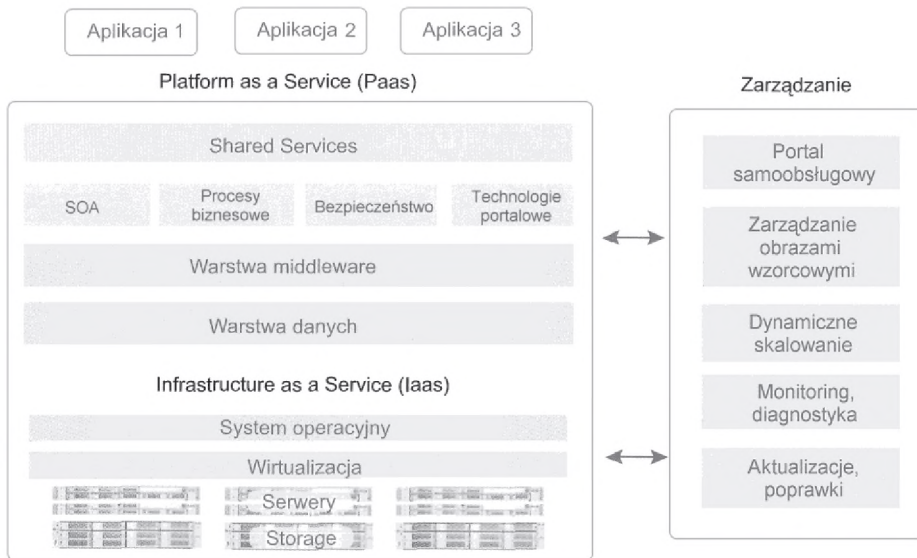 Aplikacja 1
Aplikacja 2
Aplikacja 3
Platform as a Service (Paas)
Shared Services
SOA
Procesy
biznesowe
Bezpieczeństwo
Technologie
portalowe
Warstwa middleware
Warstwa danych
Infrastructure as a Service (Iaas)
System operacyjny
Wirtualizacja
Serwery
Storage
Zarządzanie
Portal
samoobsługowy
Zarządzanie
obrazami
wzorcowymi
Dynamiczne
skalowanie
Monitoring,
diagnostyka
Aktualizacje,
poprawki